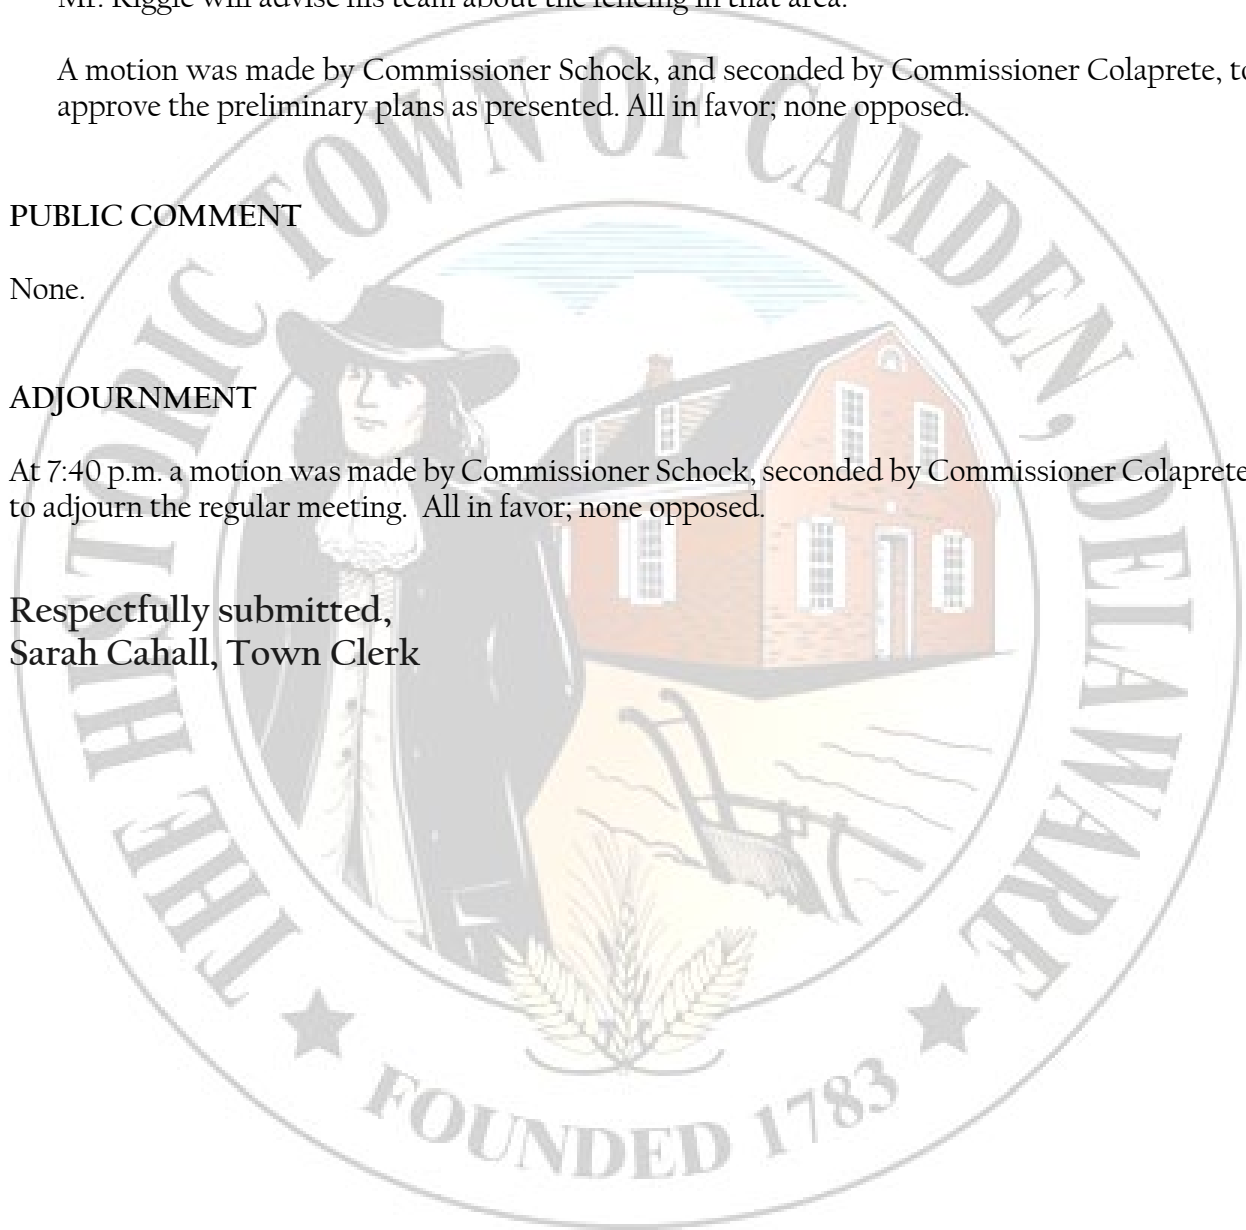 Mr. Riggle will advise his team about the fencing in that area.
A motion was made by Commissioner Schock, and seconded by Commissioner Colaprete, to
approve the preliminary plans as presented. All in favor; none opposed.
PUBLIC COMMENT
None.
ADJOURNMENT
At 7:40 p.m. a motion was made by Commissioner Schock, seconded by Commissioner Colaprete
to adjourn the regular meeting. All in favor; none opposed.
Respectfully submitted,
Sarah Cahall, Town Clerk
THE HISTORIC TOWN OF CAMDEN, DELAWARE
FOUNDED 1783